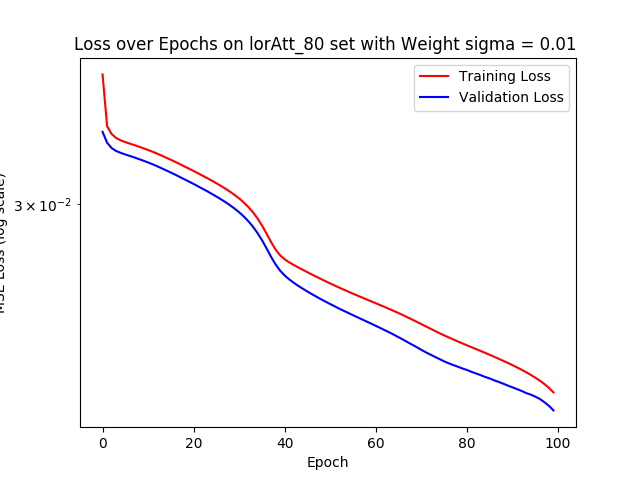 Loss over Epochs on lorAtt_80 set with Weight sigma = 0.01
Training Loss
Validation Loss
3 × 10⁻²
MSE Loss (log scale)
0 20 40 60 80 100
Epoch